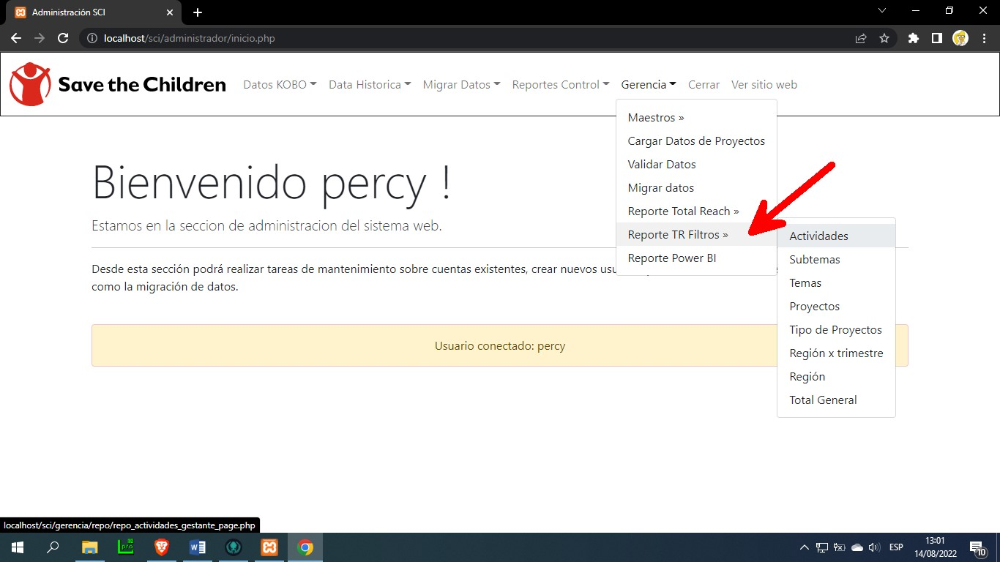 Administración SCI
localhost/sci/administrador/inicio.php
Save the Children
Datos KOBO
Data Historica
Migrar Datos
Reportes Control
Gerencia
Cerrar
Ver sitio web
Maestros »
Cargar Datos de Proyectos
Validar Datos
Migrar datos
Reporte Total Reach »
Reporte TR Filtros »
Reporte Power BI
Actividades
Subtemas
Temas
Proyectos
Tipo de Proyectos
Región x trimestre
Región
Total General
Bienvenido percy !
Estamos en la seccion de administracion del sistema web.
Desde esta sección podrá realizar tareas de mantenimiento sobre cuentas existentes, crear nuevos
como la migración de datos.
Usuario conectado: percy
localhost/sci/gerencia/repo/repo_actividades_gestante_page.php
ESP
13:01
14/08/2022
10